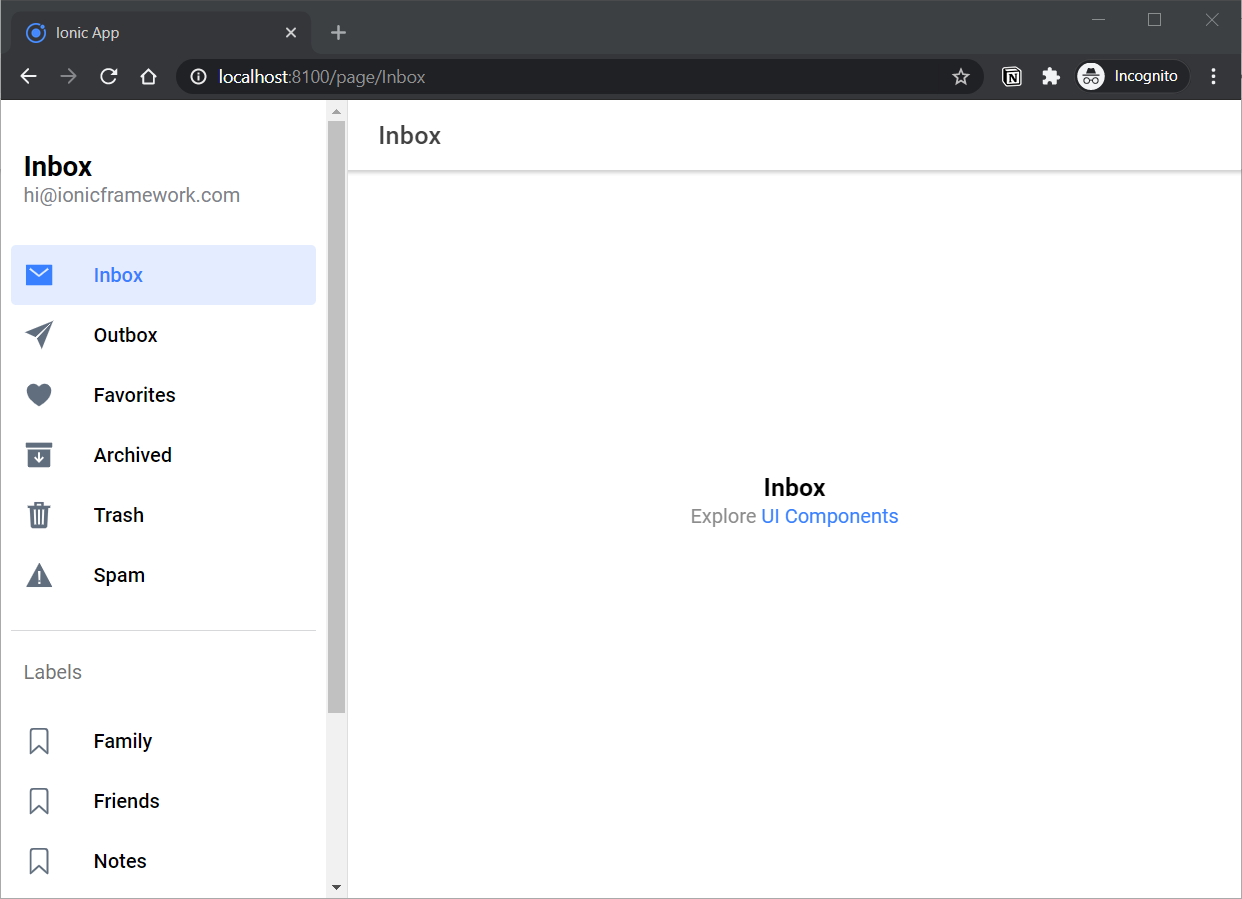 Ionic App
localhost:8100/page/Inbox
Incognito
Inbox
hi@ionicframework.com
Inbox
Outbox
Favorites
Archived
Trash
Spam
Labels
Family
Friends
Notes
Inbox
Inbox
Explore UI Components